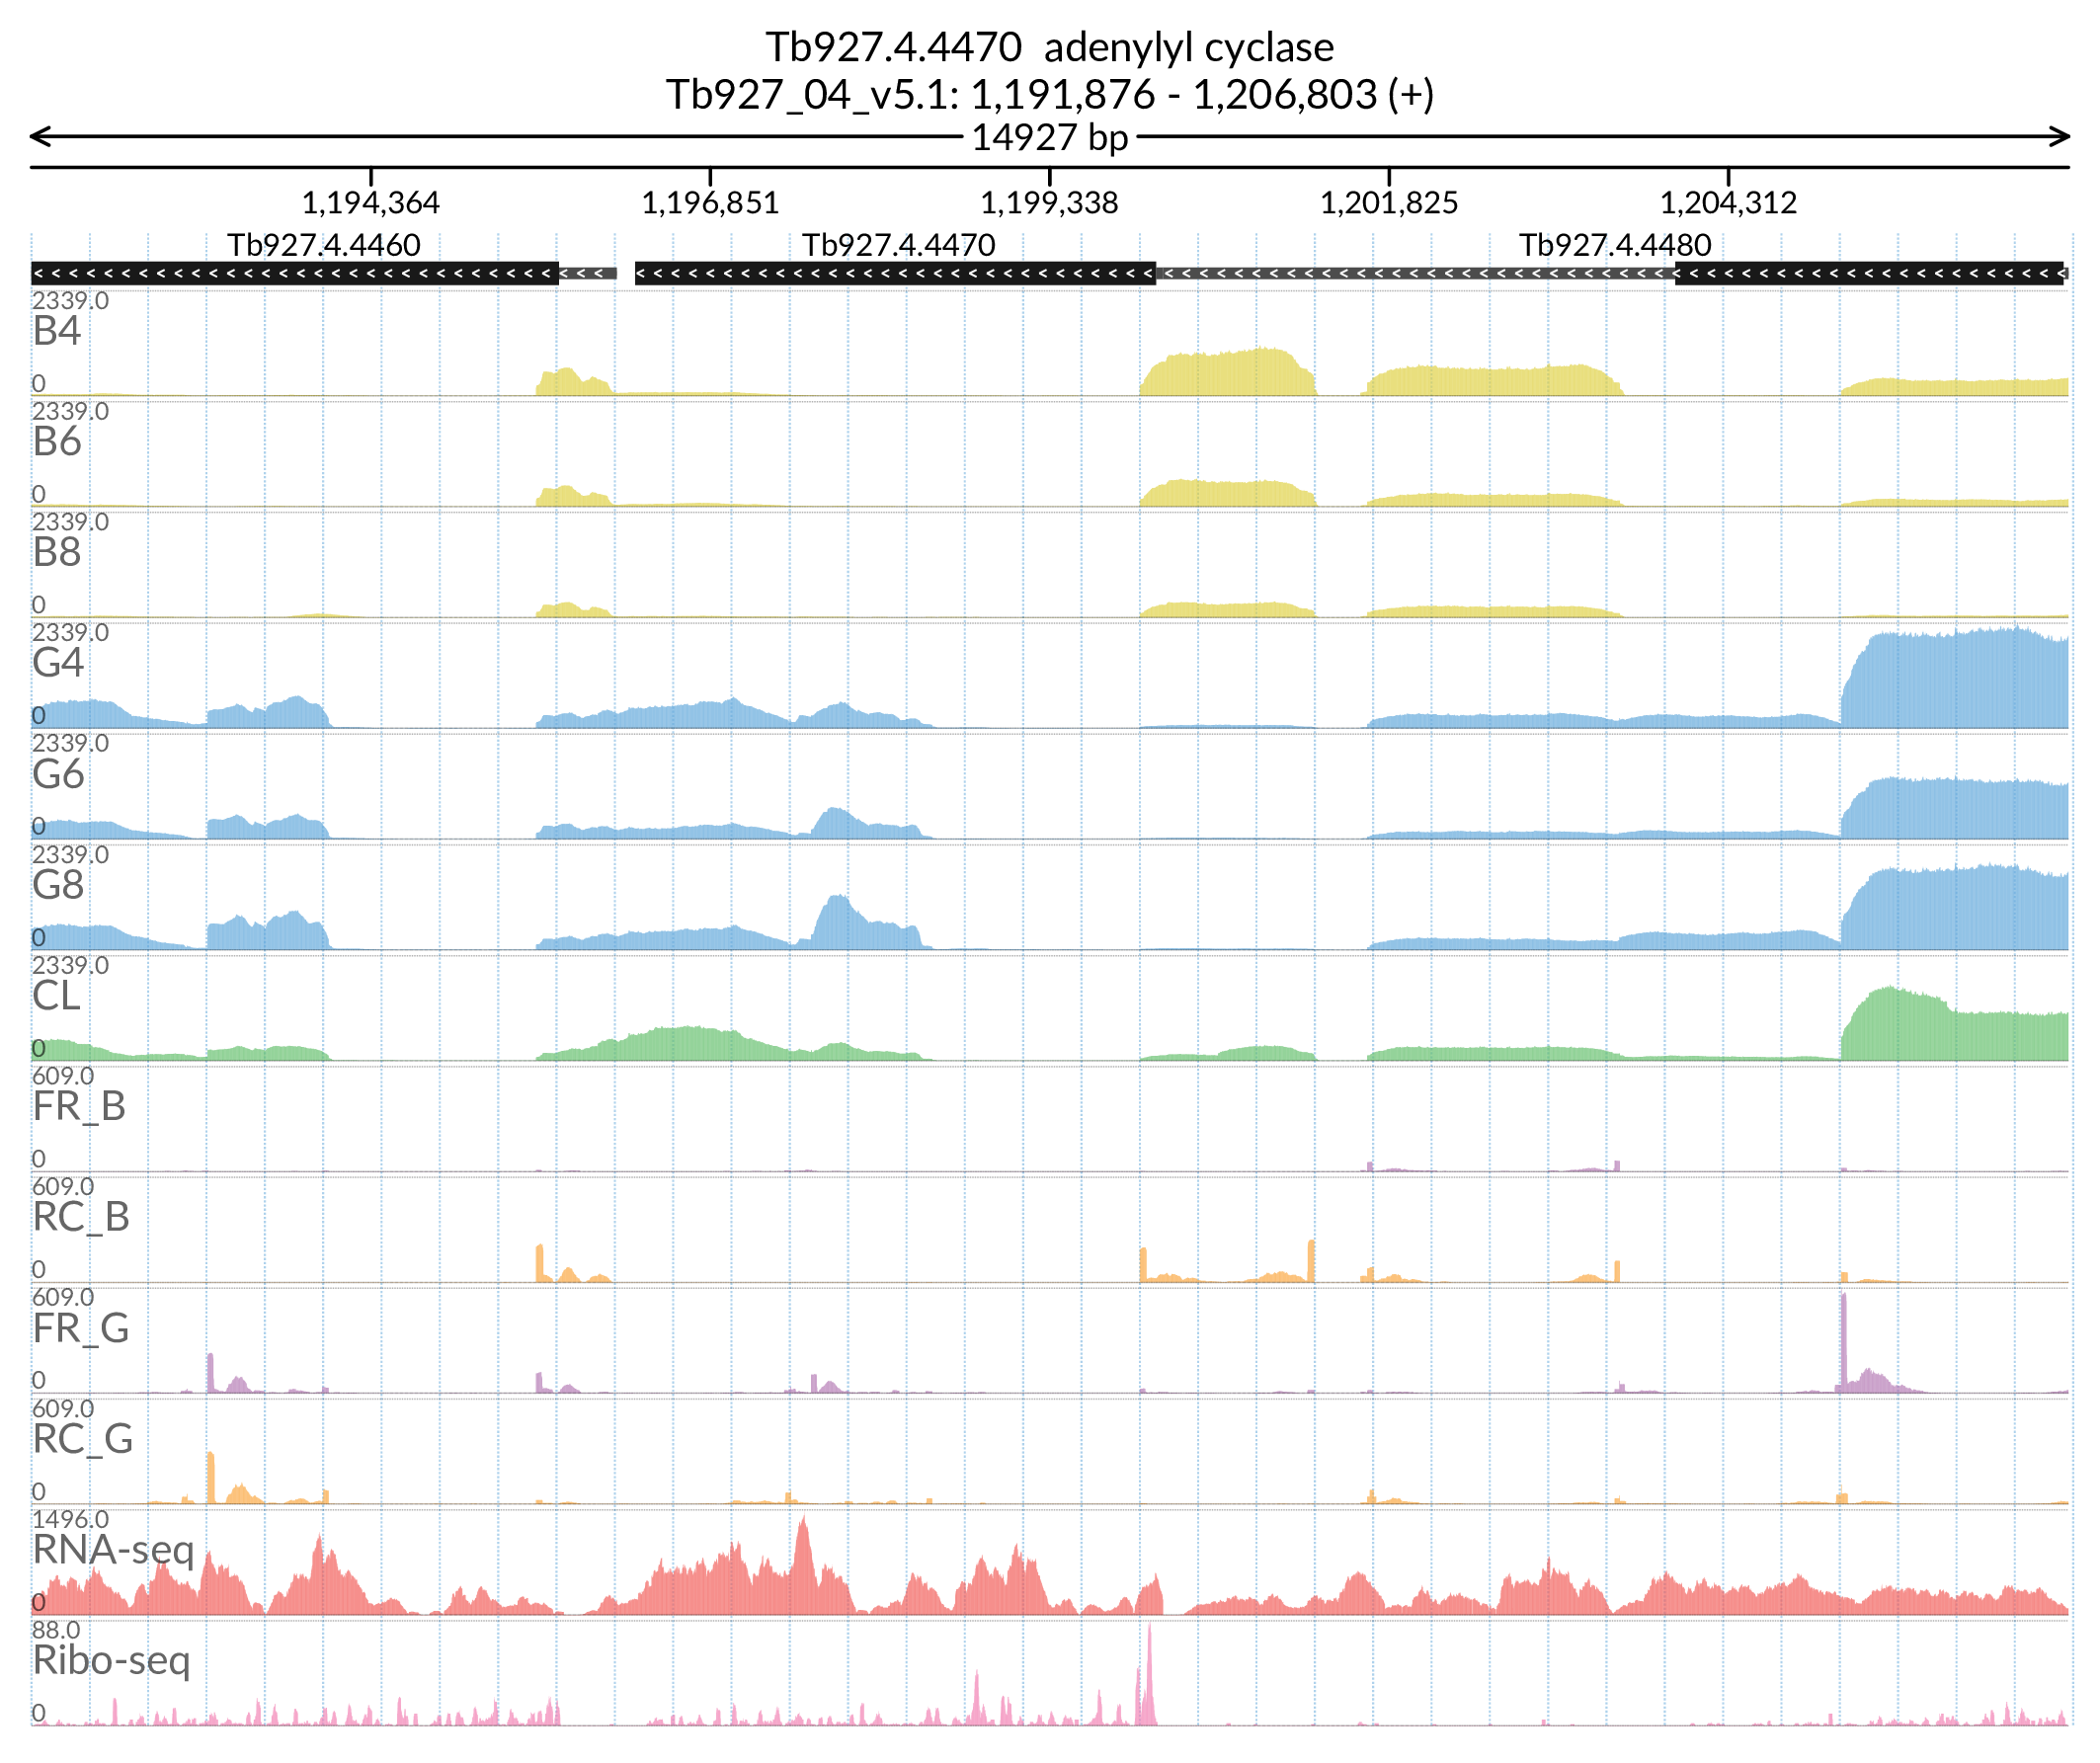 Tb927.4.4470  adenylyl cyclase
Tb927_04_v5.1: 1,191,876 - 1,206,803 (+)
14927 bp
1,194,364 1,196,851 1,199,338 1,201,825 1,204,312
Tb927.4.4460 Tb927.4.4470 Tb927.4.4480
2339.0
B4
0
2339.0
B6
0
2339.0
B8
0
2339.0
G4
0
2339.0
G6
0
2339.0
G8
0
2339.0
CL
0
609.0
FR_B
0
609.0
RC_B
0
609.0
FR_G
0
609.0
RC_G
0
1496.0
RNA-seq
0
88.0
Ribo-seq
0